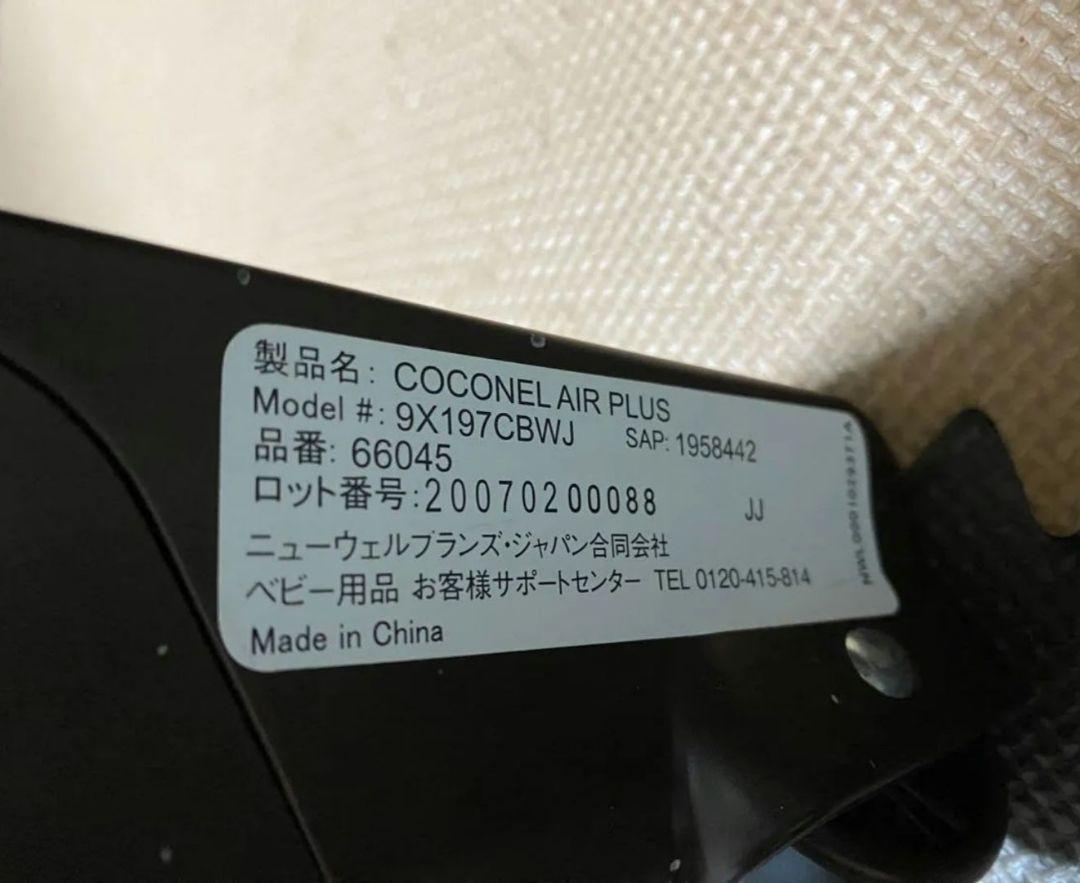 製品名: COCONEL AIR PLUS
Model #: 9X197CBWJ SAP: 1958442
品番: 66045
ロット番号:20070200088 JJ
ニューウェルブランズ・ジャパン合同会社
ベビー用品 お客様サポートセンター TEL 0120-415-814
Made in China